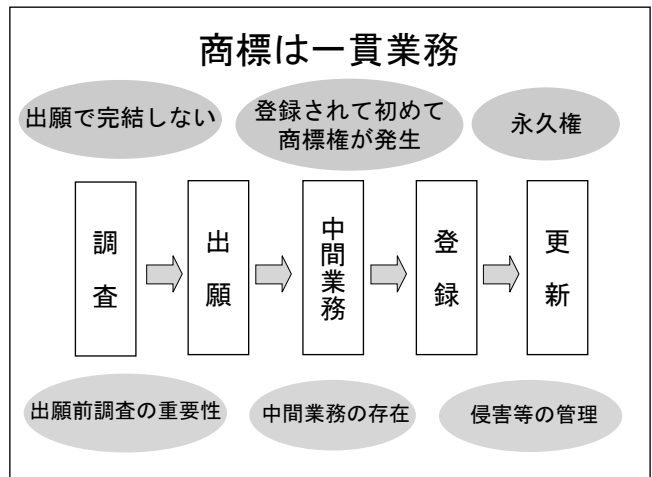 商標は一貫業務
出願で完結しない
登録されて初めて
商標権が発生
永久権
調査
出願
中間業務
登録
更新
出願前調査の重要性
中間業務の存在
侵害等の管理